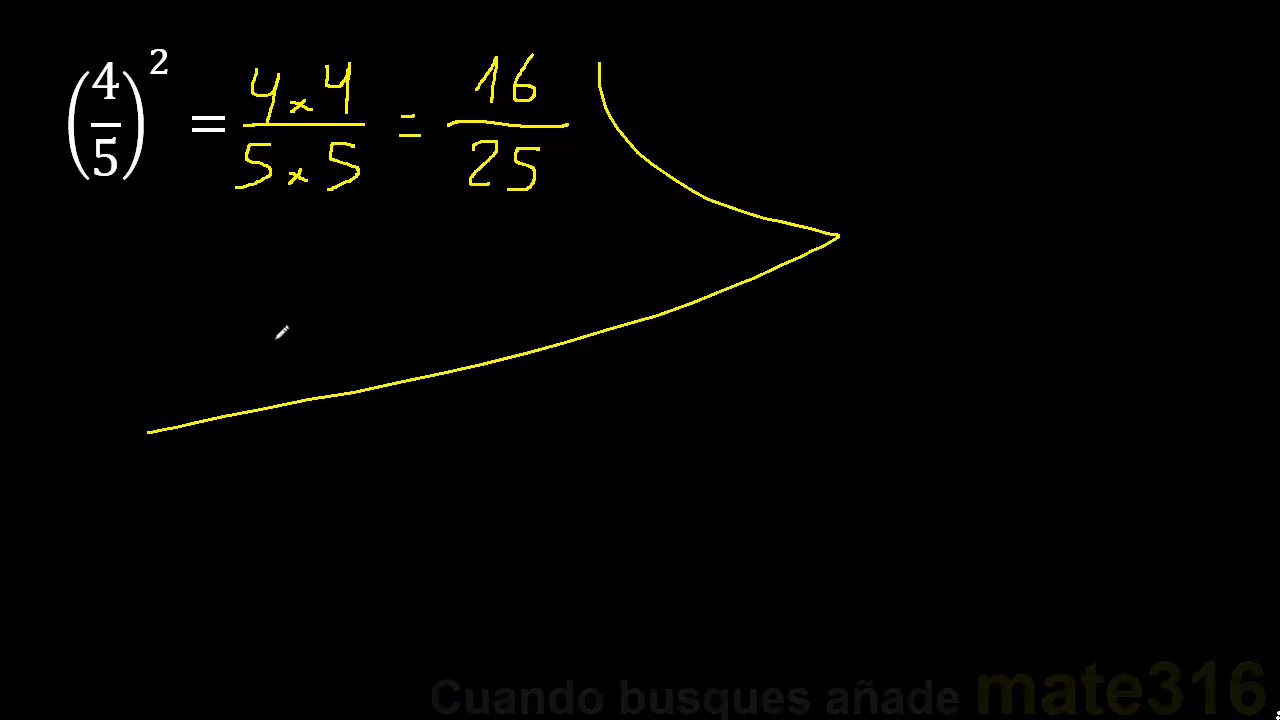 (4/5)² = 4 × 4 / 5 × 5 = 16 / 25
Cuando busques añade mate316